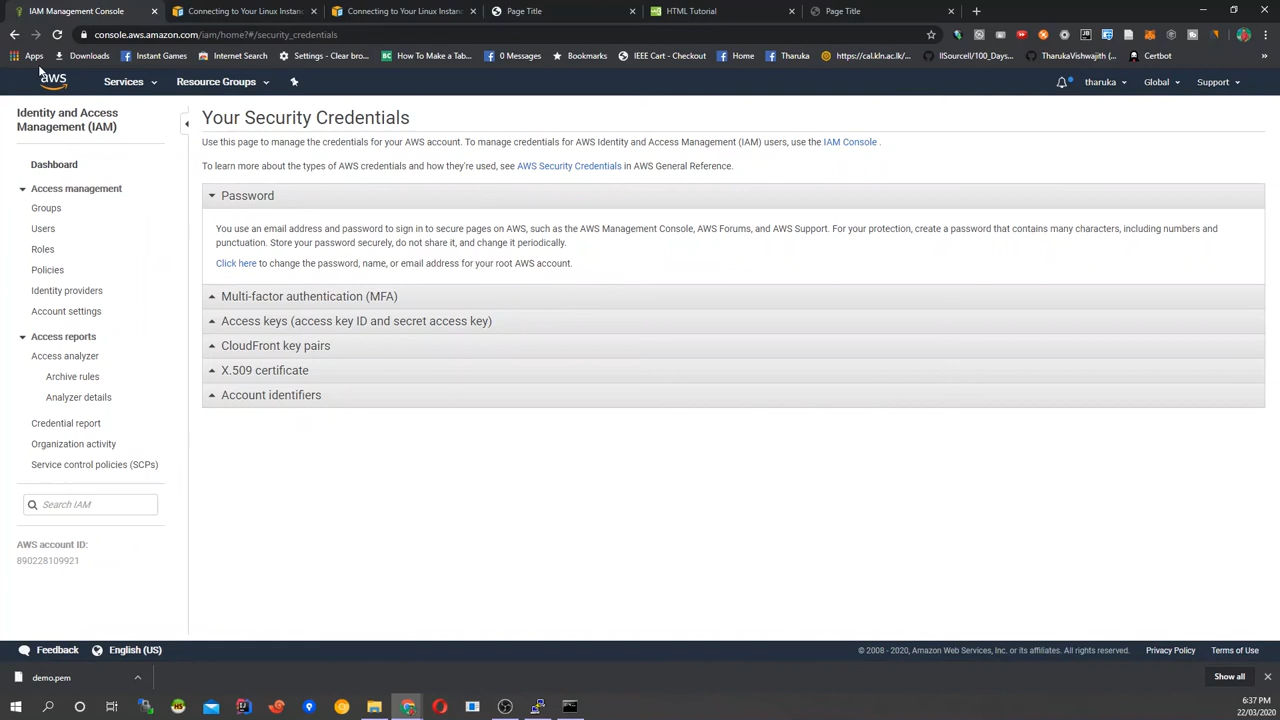 IAM Management Console
Connecting to Your Linux Instanc
Connecting to Your Linux Instanc
Page Title
HTML Tutorial
Page Title
console.aws.amazon.com/iam/home?#/security_credentials
Apps
Downloads
Instant Games
Internet Search
Settings - Clear bro...
BC
How To Make a Tab...
0 Messages
Bookmarks
IEEE Cart - Checkout
Home
Tharuka
https://cal.kln.ac.lk/...
IlSourcell/100_Days...
TharukaVishwajith (...
Certbot
aws
Services
Resource Groups
tharuka
Global
Support
Identity and Access
Management (IAM)
Dashboard
Access management
Groups
Users
Roles
Policies
Identity providers
Account settings
Access reports
Access analyzer
Archive rules
Analyzer details
Credential report
Organization activity
Service control policies (SCPs)
Search IAM
AWS account ID:
890228109921
Your Security Credentials
Use this page to manage the credentials for your AWS account. To manage credentials for AWS Identity and Access Management (IAM) users, use the IAM Console .
To learn more about the types of AWS credentials and how they're used, see AWS Security Credentials in AWS General Reference.
Password
You use an email address and password to sign in to secure pages on AWS, such as the AWS Management Console, AWS Forums, and AWS Support. For your protection, create a password that contains many characters, including numbers and
punctuation. Store your password securely, do not share it, and change it periodically.
Click here to change the password, name, or email address for your root AWS account.
Multi-factor authentication (MFA)
Access keys (access key ID and secret access key)
CloudFront key pairs
X.509 certificate
Account identifiers
Feedback
English (US)
© 2008 - 2020, Amazon Web Services, Inc. or its affiliates. All rights reserved.
Privacy Policy
Terms of Use
demo.pem
Show all
6:37 PM
22/03/2020